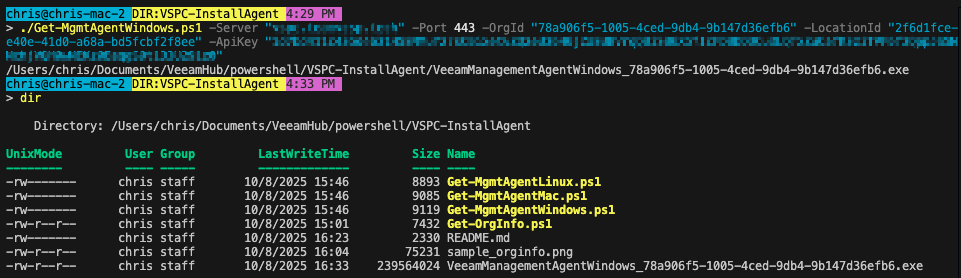 chris@chris-mac-2 DIR:VSPC-InstallAgent 4:29 PM
> ./Get-MgmtAgentWindows.ps1 -Server " " -Port 443 -OrgId "78a906f5-1005-4ced-9db4-9b147d36efb6" -LocationId "2f6d1fce-
e40e-41d0-a68a-bd5fcbf2f8ee" -ApiKey "
"
/Users/chris/Documents/VeeamHub/powershell/VSPC-InstallAgent/VeeamManagementAgentWindows_78a906f5-1005-4ced-9db4-9b147d36efb6.exe
chris@chris-mac-2 DIR:VSPC-InstallAgent 4:33 PM
> dir
Directory: /Users/chris/Documents/VeeamHub/powershell/VSPC-InstallAgent
UnixMode User Group LastWriteTime Size Name
-------- ---- ----- ------------- ---- ----
-rw------- chris staff 10/8/2025 15:46 8893 Get-MgmtAgentLinux.ps1
-rw------- chris staff 10/8/2025 15:46 9085 Get-MgmtAgentMac.ps1
-rw------- chris staff 10/8/2025 15:46 9119 Get-MgmtAgentWindows.ps1
-rw-r--r-- chris staff 10/8/2025 15:01 7432 Get-OrgInfo.ps1
-rw-r--r-- chris staff 10/8/2025 16:23 2330 README.md
-rw-r--r-- chris staff 10/8/2025 16:04 75231 sample_orginfo.png
-rw-r--r-- chris staff 10/8/2025 16:33 239564024 VeeamManagementAgentWindows_78a906f5-1005-4ced-9db4-9b147d36efb6.exe